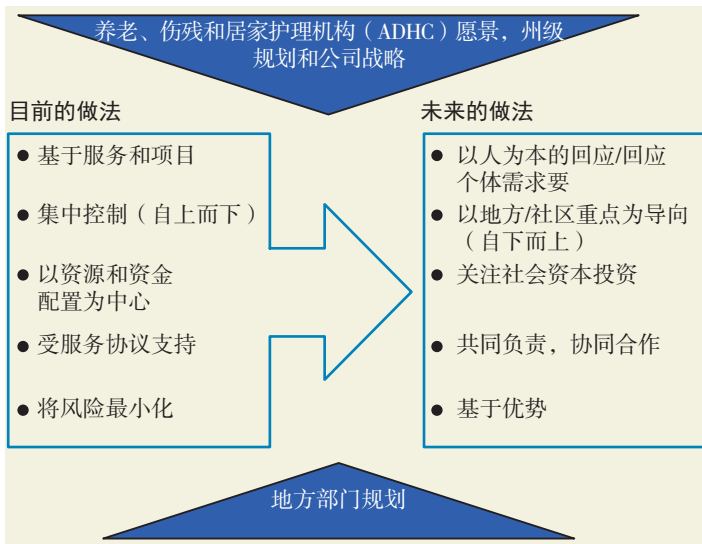 养老、伤残和居家护理机构（ADHC）愿景，州级
规划和公司战略
目前的做法
● 基于服务和项目
● 集中控制（自上而下）
● 以资源和资金
配置为中心
● 受服务协议支持
● 将风险最小化
未来的做法
● 以人为本的回应/回应
个体需求要
● 以地方/社区重点为导向
（自下而上）
● 关注社会资本投资
● 共同负责，协同合作
● 基于优势
地方部门规划